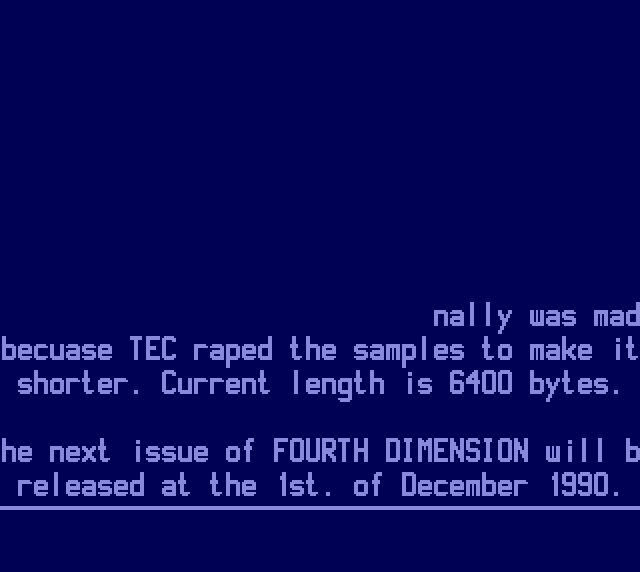 nally was mad
becuase TEC raped the samples to make it
shorter. Current length is 6400 bytes.
he next issue of FOURTH DIMENSION will b
released at the 1st. of December 1990.